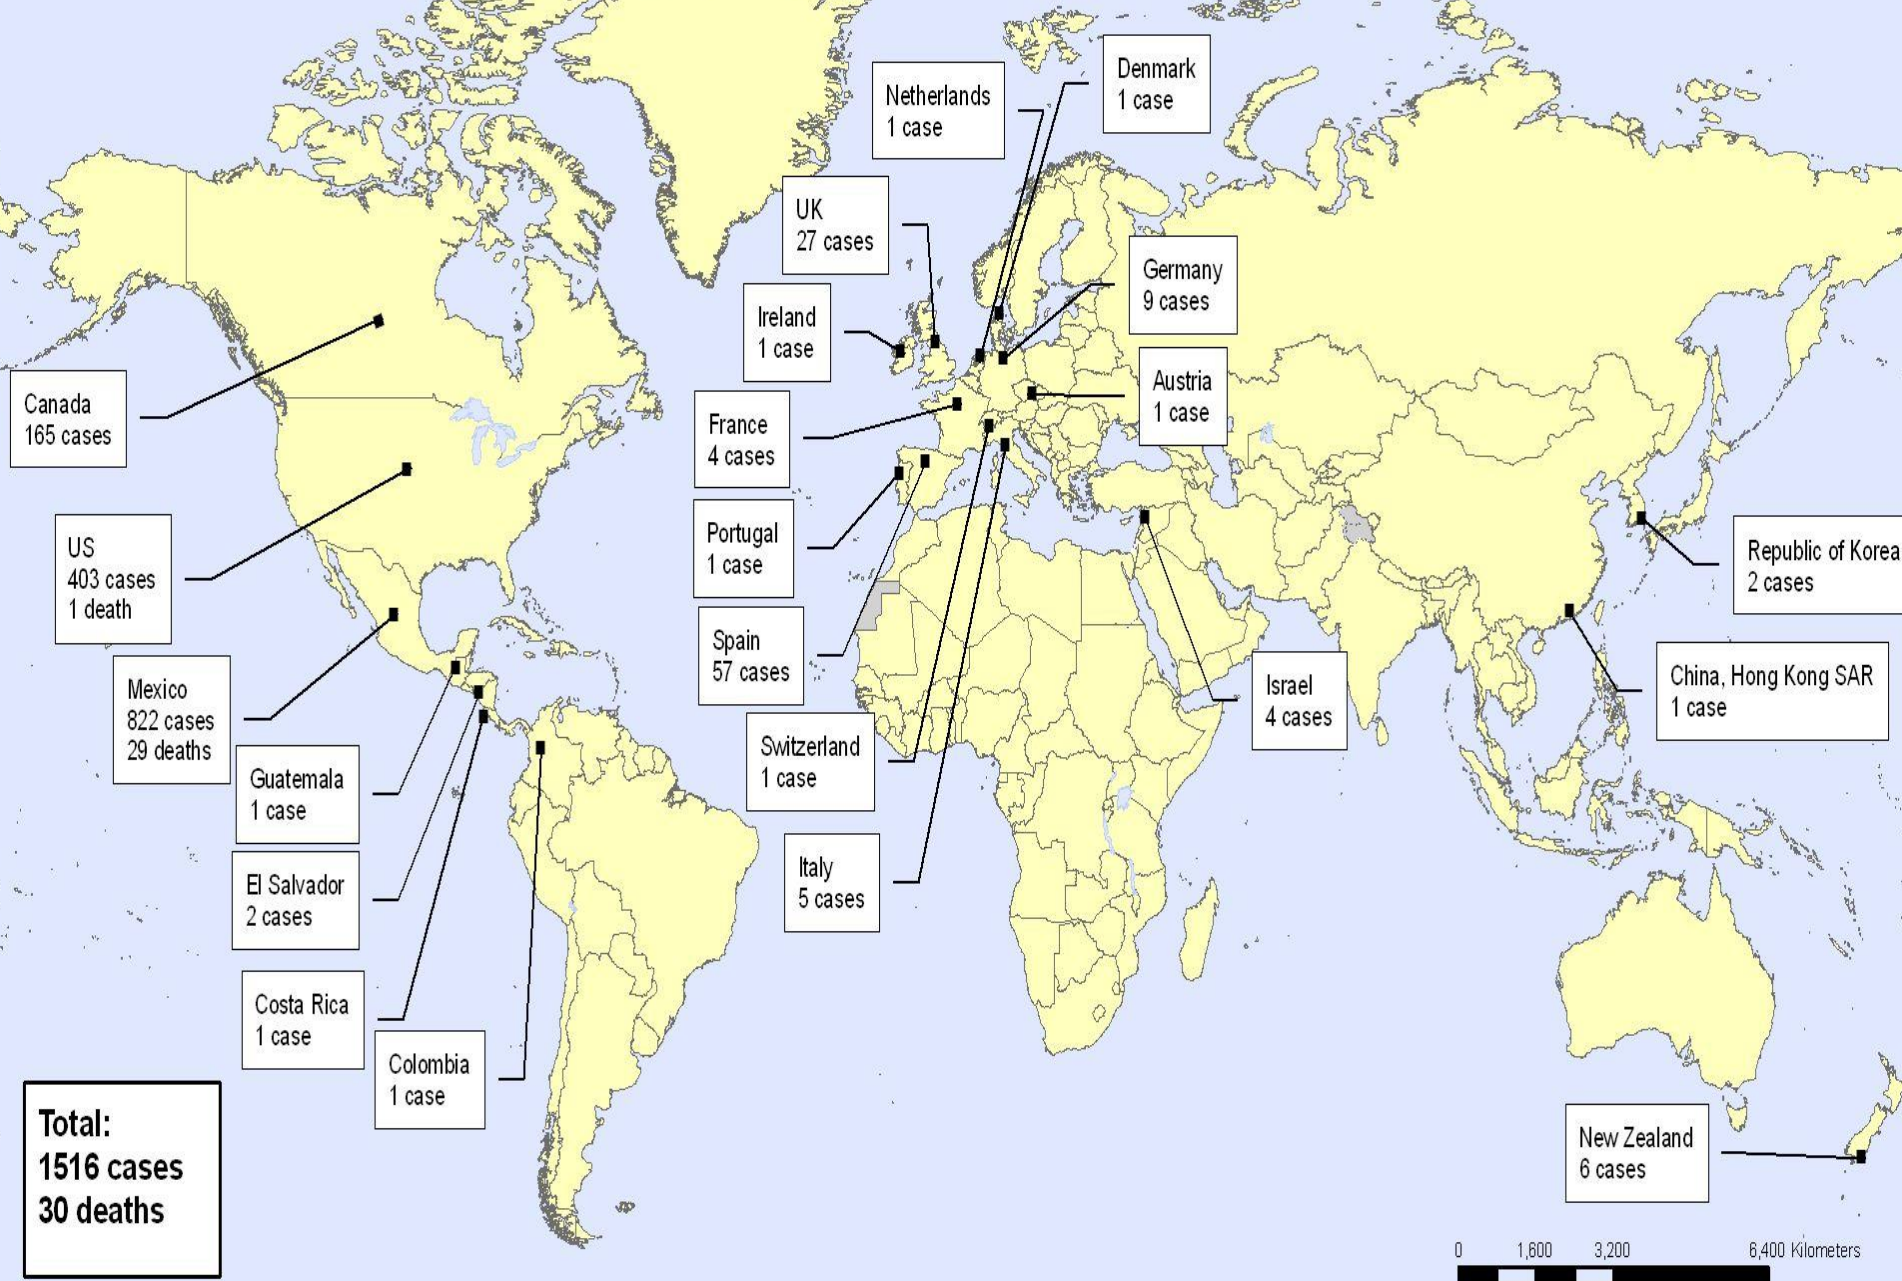 Denmark
1 case
Netherlands
1 case
UK
27 cases
Germany
9 cases
Ireland
1 case
Austria
1 case
Canada
165 cases
France
4 cases
Portugal
1 case
US
403 cases
1 death
Republic of Korea
2 cases
Spain
57 cases
Mexico
822 cases
29 deaths
Israel
4 cases
China, Hong Kong SAR
1 case
Switzerland
1 case
Guatemala
1 case
Italy
5 cases
El Salvador
2 cases
Costa Rica
1 case
Colombia
1 case
Total:
1516 cases
30 deaths
New Zealand
6 cases
0 1,600 3,200 6,400 Kilometers